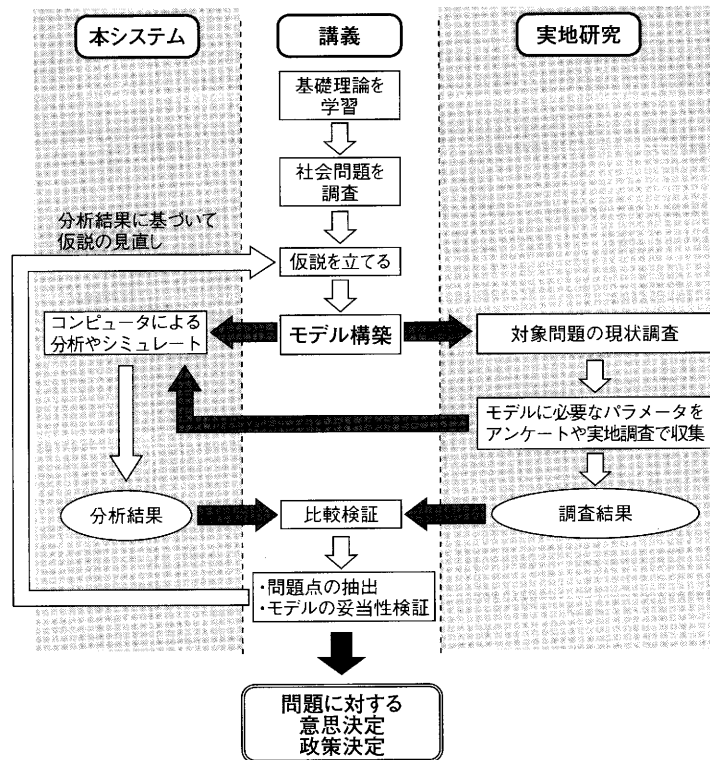 本システム
講義
実地研究
基礎理論を
学習
社会問題を
調査
分析結果に基づいて
仮説の見直し
仮説を立てる
コンピュータによる
分析やシミュレート
モデル構築
対象問題の現状調査
モデルに必要なパラメータを
アンケートや実地調査で収集
分析結果
比較検証
調査結果
・問題点の抽出
・モデルの妥当性検証
問題に対する
意思決定
政策決定